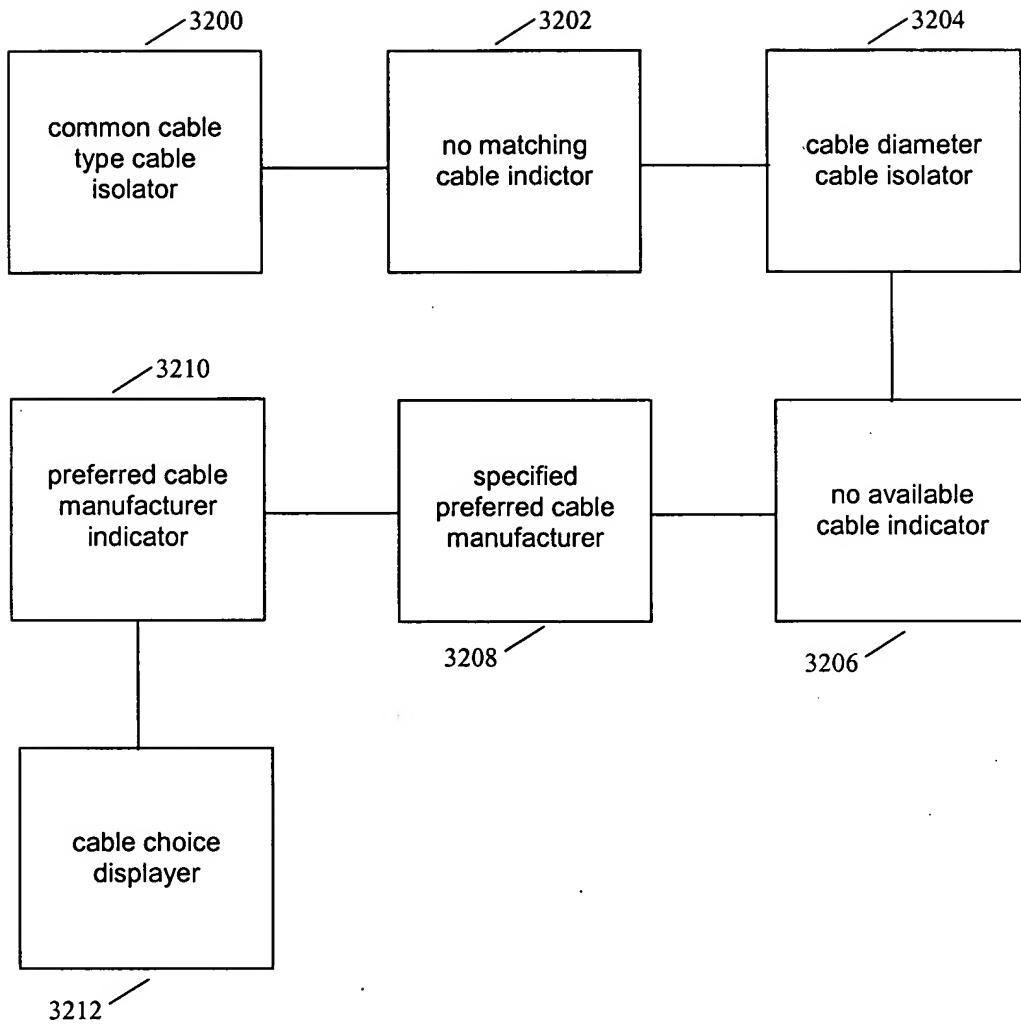 3200
3202
3204
common cable
type cable
isolator
no matching
cable indictor
cable diameter
cable isolator
3210
preferred cable
manufacturer
indicator
specified
preferred cable
manufacturer
no available
cable indicator
3208
3206
cable choice
displayer
3212